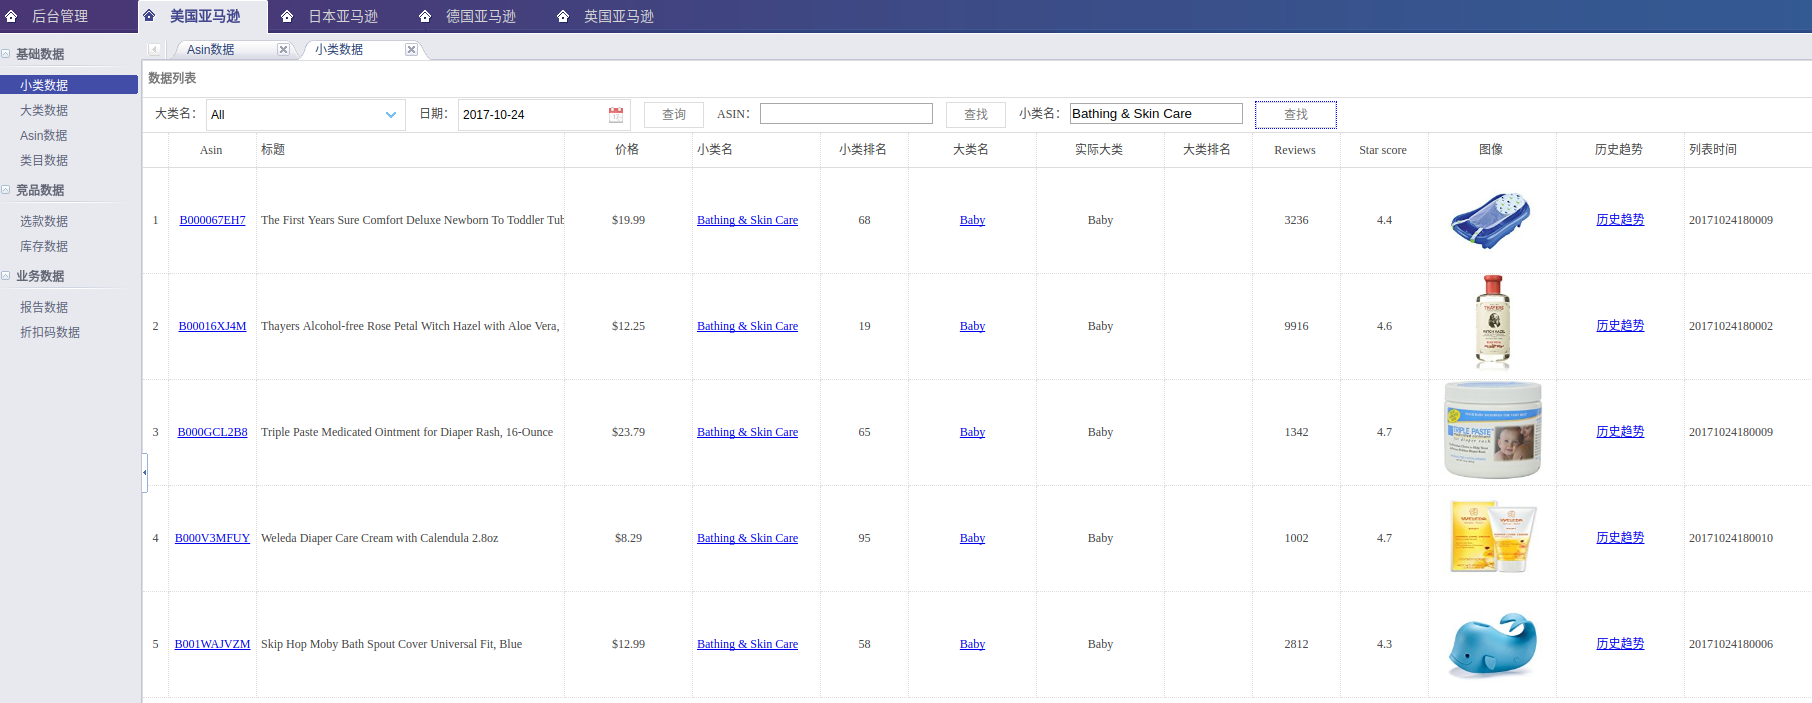 后台管理 美国亚马逊 日本亚马逊 德国亚马逊 英国亚马逊
Asin数据 小类数据
基础数据
小类数据
大类数据
Asin数据
类目数据
竞品数据
选款数据
库存数据
业务数据
报告数据
折扣码数据
数据列表
大类名: All 日期: 2017-10-24 查询 ASIN: 查找 小类名: Bathing & Skin Care 查找
Asin 标题 价格 小类名 小类排名 大类名 实际大类 大类排名 Reviews Star score 图像 历史趋势 列表时间
1 B000067EH7 The First Years Sure Comfort Deluxe Newborn To Toddler Tub $19.99 Bathing & Skin Care 68 Baby Baby 3236 4.4 历史趋势 20171024180009
2 B00016XJ4M Thayers Alcohol-free Rose Petal Witch Hazel with Aloe Vera, $12.25 Bathing & Skin Care 19 Baby Baby 9916 4.6 历史趋势 20171024180002
THAYERS
WITCH HAZEL
3 B000GCL2B8 Triple Paste Medicated Ointment for Diaper Rash, 16-Ounce $23.79 Bathing & Skin Care 65 Baby Baby 1342 4.7 历史趋势 20171024180009
TRIPLE PASTE
4 B000V3MFUY Weleda Diaper Care Cream with Calendula 2.8oz $8.29 Bathing & Skin Care 95 Baby Baby 1002 4.7 历史趋势 20171024180010
WELEDA WELEDA
5 B001WAJVZM Skip Hop Moby Bath Spout Cover Universal Fit, Blue $12.99 Bathing & Skin Care 58 Baby Baby 2812 4.3 历史趋势 20171024180006